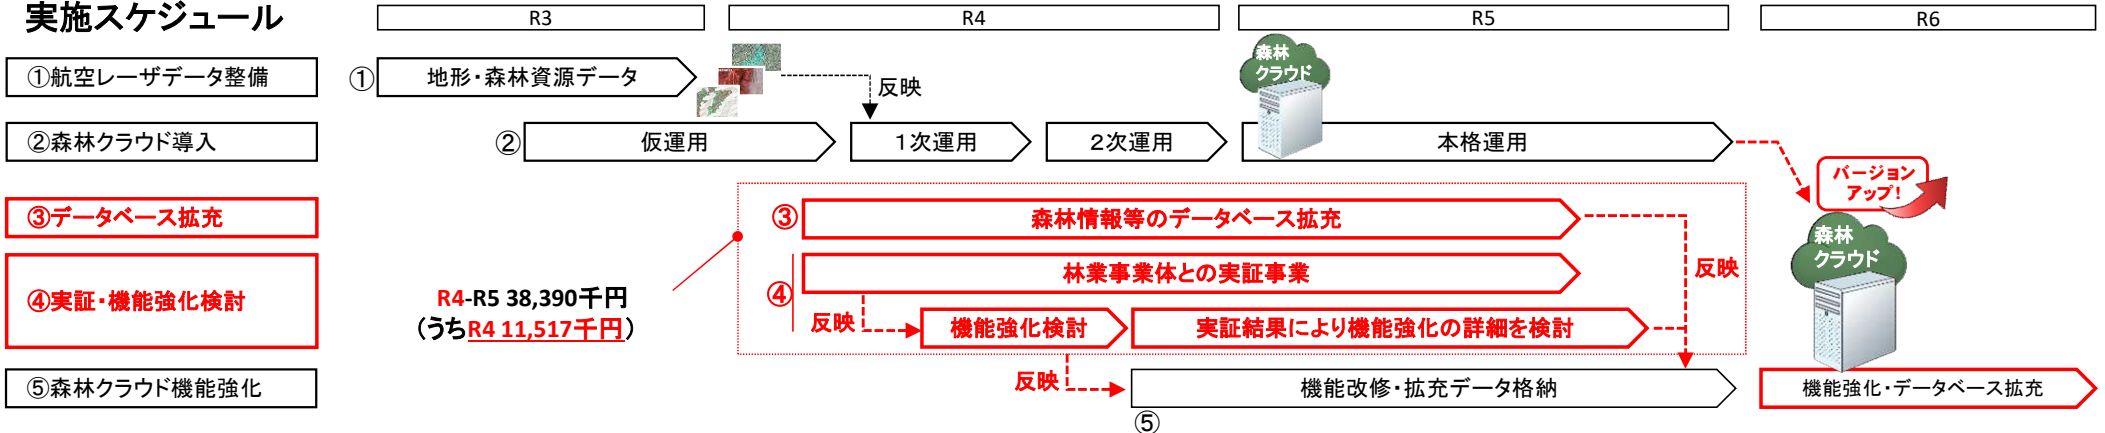 実施スケジュール
R3
R4
R5
R6
①航空レーザデータ整備
①
地形・森林資源データ
反映
森林
クラウド
②森林クラウド導入
②
仮運用
1次運用
2次運用
本格運用
バージョン
アップ!
③データベース拡充
③
森林情報等のデータベース拡充
④実証・機能強化検討
④
林業事業体との実証事業
反映
森林
クラウド
R4-R5 38,390千円
(うちR4 11,517千円)
反映
機能強化検討
実証結果により機能強化の詳細を検討
⑤森林クラウド機能強化
反映
機能改修・拡充データ格納
機能強化・データベース拡充
⑤